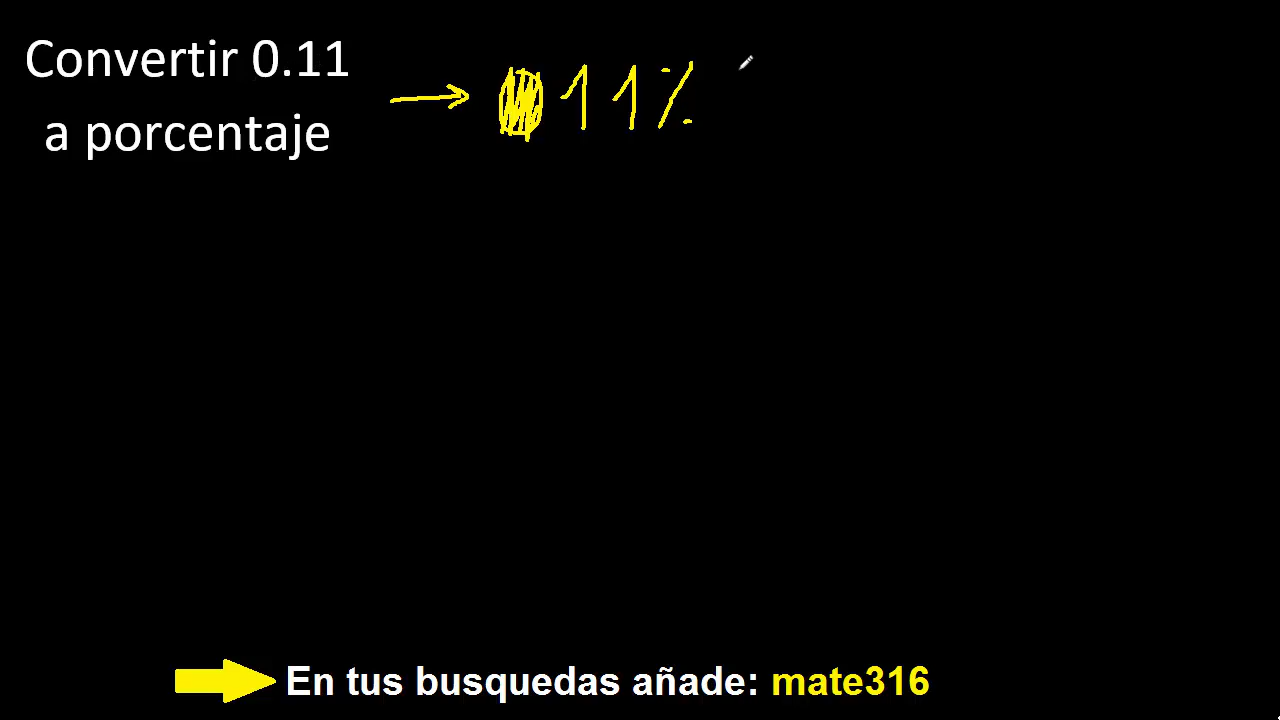 Convertir 0.11
a porcentaje
→ 11%
En tus busquedas añade: mate316